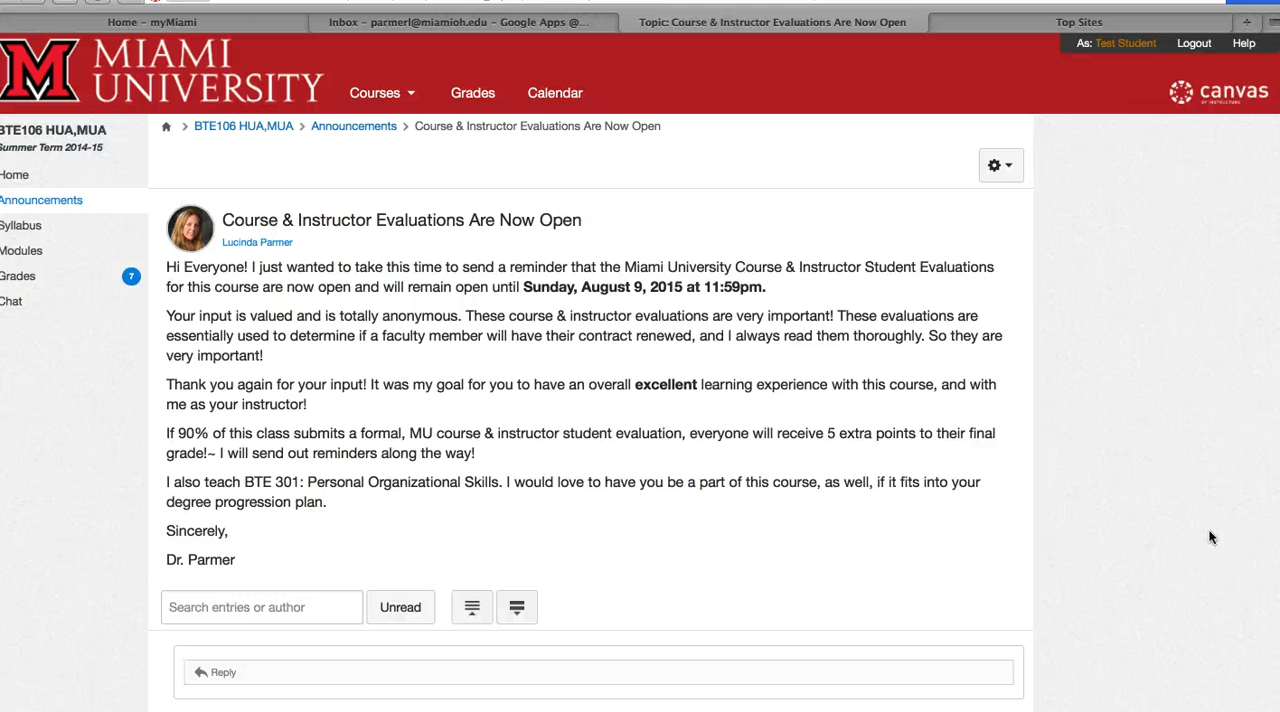 Home – myMiami
Inbox – parmerl@miamioh.edu – Google Apps @...
Topic: Course & Instructor Evaluations Are Now Open
Top Sites
+
As: Test Student
Logout
Help
M MIAMI
UNIVERSITY
Courses
Grades
Calendar
canvas
BY INSTRUCTURE
BTE106 HUA,MUA
Summer Term 2014-15
Home
Announcements
Syllabus
Modules
Grades
7
Chat
BTE106 HUA,MUA > Announcements > Course & Instructor Evaluations Are Now Open
Course & Instructor Evaluations Are Now Open
Lucinda Parmer
Hi Everyone! I just wanted to take this time to send a reminder that the Miami University Course & Instructor Student Evaluations
for this course are now open and will remain open until Sunday, August 9, 2015 at 11:59pm.
Your input is valued and is totally anonymous. These course & instructor evaluations are very important! These evaluations are
essentially used to determine if a faculty member will have their contract renewed, and I always read them thoroughly. So they are
very important!
Thank you again for your input! It was my goal for you to have an overall excellent learning experience with this course, and with
me as your instructor!
If 90% of this class submits a formal, MU course & instructor student evaluation, everyone will receive 5 extra points to their final
grade!~ I will send out reminders along the way!
I also teach BTE 301: Personal Organizational Skills. I would love to have you be a part of this course, as well, if it fits into your
degree progression plan.
Sincerely,
Dr. Parmer
Search entries or author
Unread
Reply